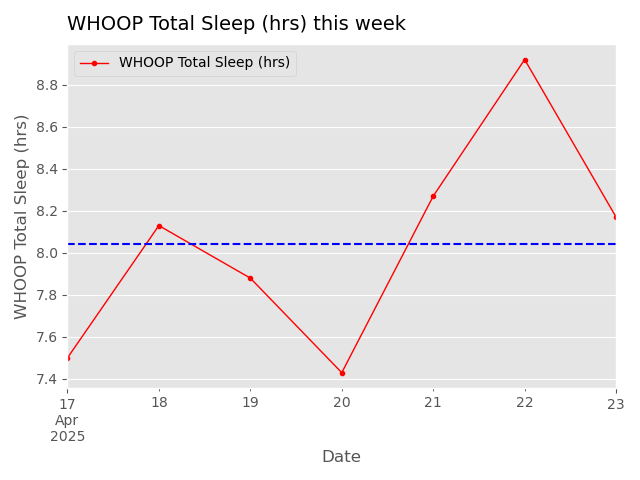 WHOOP Total Sleep (hrs) this week
WHOOP Total Sleep (hrs)
WHOOP Total Sleep (hrs)
8.8
8.6
8.4
8.2
8.0
7.8
7.6
7.4
17 18 19 20 21 22 23
Apr
2025
Date